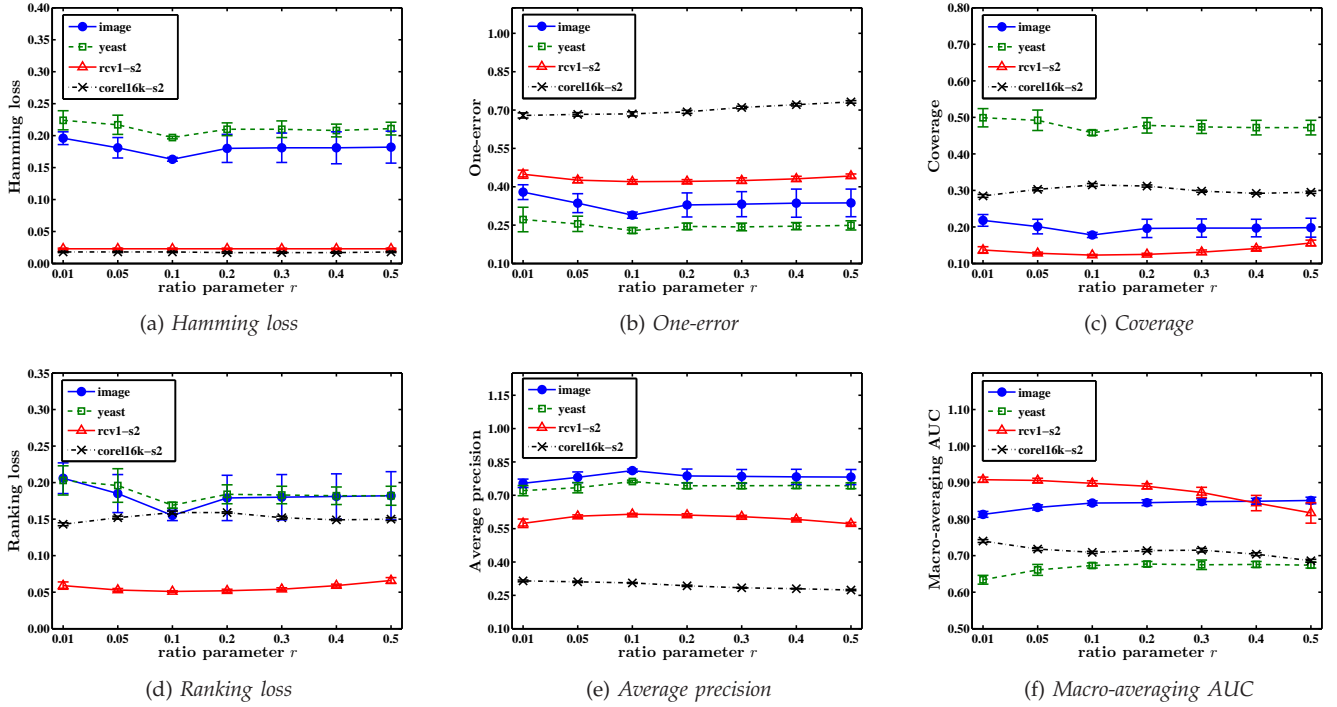 0.40
0.35
0.30
0.25
0.20
0.15
0.10
0.05
0.00
Hamming loss
image
yeast
rcv1−s2
corel16k−s2
0.01 0.05 0.1 0.2 0.3 0.4 0.5
ratio parameter r
(a) Hamming loss
1.00
0.85
0.70
0.55
0.40
0.25
0.10
One-error
image
yeast
rcv1−s2
corel16k−s2
0.01 0.05 0.1 0.2 0.3 0.4 0.5
ratio parameter r
(b) One-error
0.80
0.70
0.60
0.50
0.40
0.30
0.20
0.10
Coverage
image
yeast
rcv1−s2
corel16k−s2
0.01 0.05 0.1 0.2 0.3 0.4 0.5
ratio parameter r
(c) Coverage
0.35
0.30
0.25
0.20
0.15
0.10
0.05
0.00
Ranking loss
image
yeast
rcv1−s2
corel16k−s2
0.01 0.05 0.1 0.2 0.3 0.4 0.5
ratio parameter r
(d) Ranking loss
1.15
1.00
0.85
0.70
0.55
0.40
0.30
0.10
Average precision
image
yeast
rcv1−s2
corel16k−s2
0.01 0.05 0.1 0.2 0.3 0.4 0.5
ratio parameter r
(e) Average precision
1.10
1.00
0.90
0.80
0.70
0.60
0.50
Macro-averaging AUC
image
yeast
rcv1−s2
corel16k−s2
0.01 0.05 0.1 0.2 0.3 0.4 0.5
ratio parameter r
(f) Macro-averaging AUC